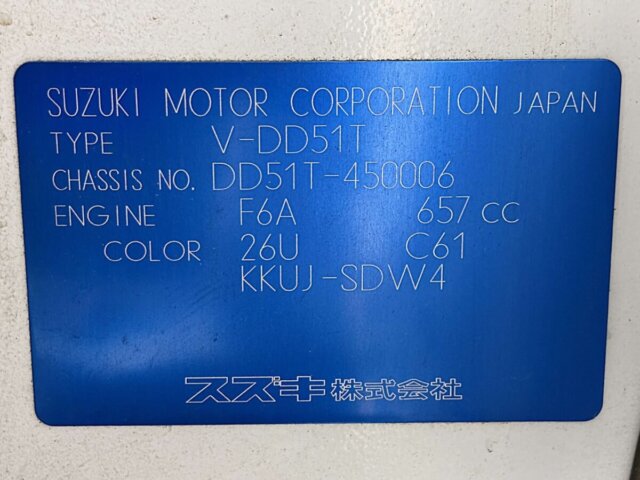 SUZUKI MOTOR CORPORATION JAPAN
TYPE V-DD51T
CHASSIS NO. DD51T-450006
ENGINE F6A 657 cc
COLOR 26U C61
KKUJ-SDW4
スズキ株式会社